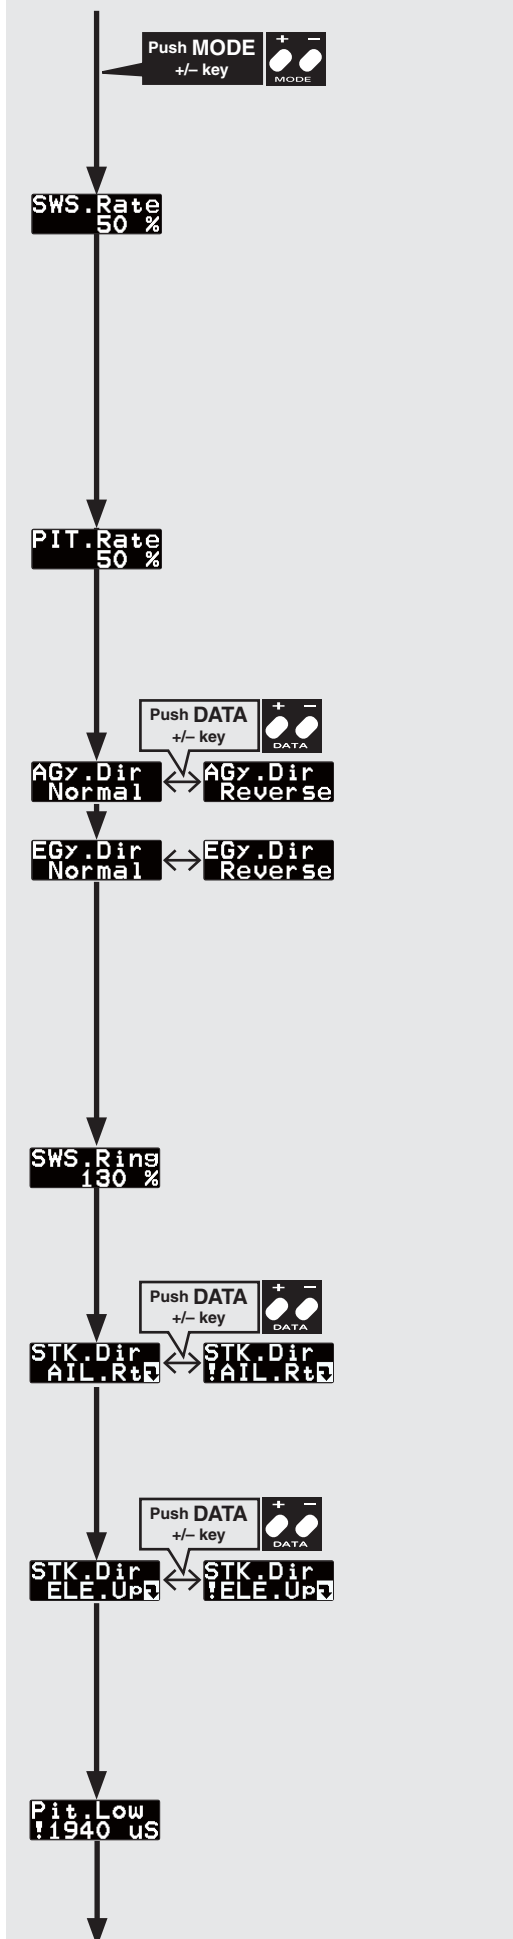 Push MODE
+/– key
+ –
MODE
SWS.Rate
50 %
PIT.Rate
50 %
Push DATA
+/– key
+ –
DATA
AGy.Dir
Normal
AGy.Dir
Reverse
EGy.Dir
Normal
EGy.Dir
Reverse
SWS.Ring
130 %
Push DATA
+/– key
+ –
DATA
STK.Dir
AIL.Rt
STK.Dir
!AIL.Rt
Push DATA
+/– key
+ –
DATA
STK.Dir
ELE.Up
STK.Dir
!ELE.Up
Pit.Low
!1940 uS